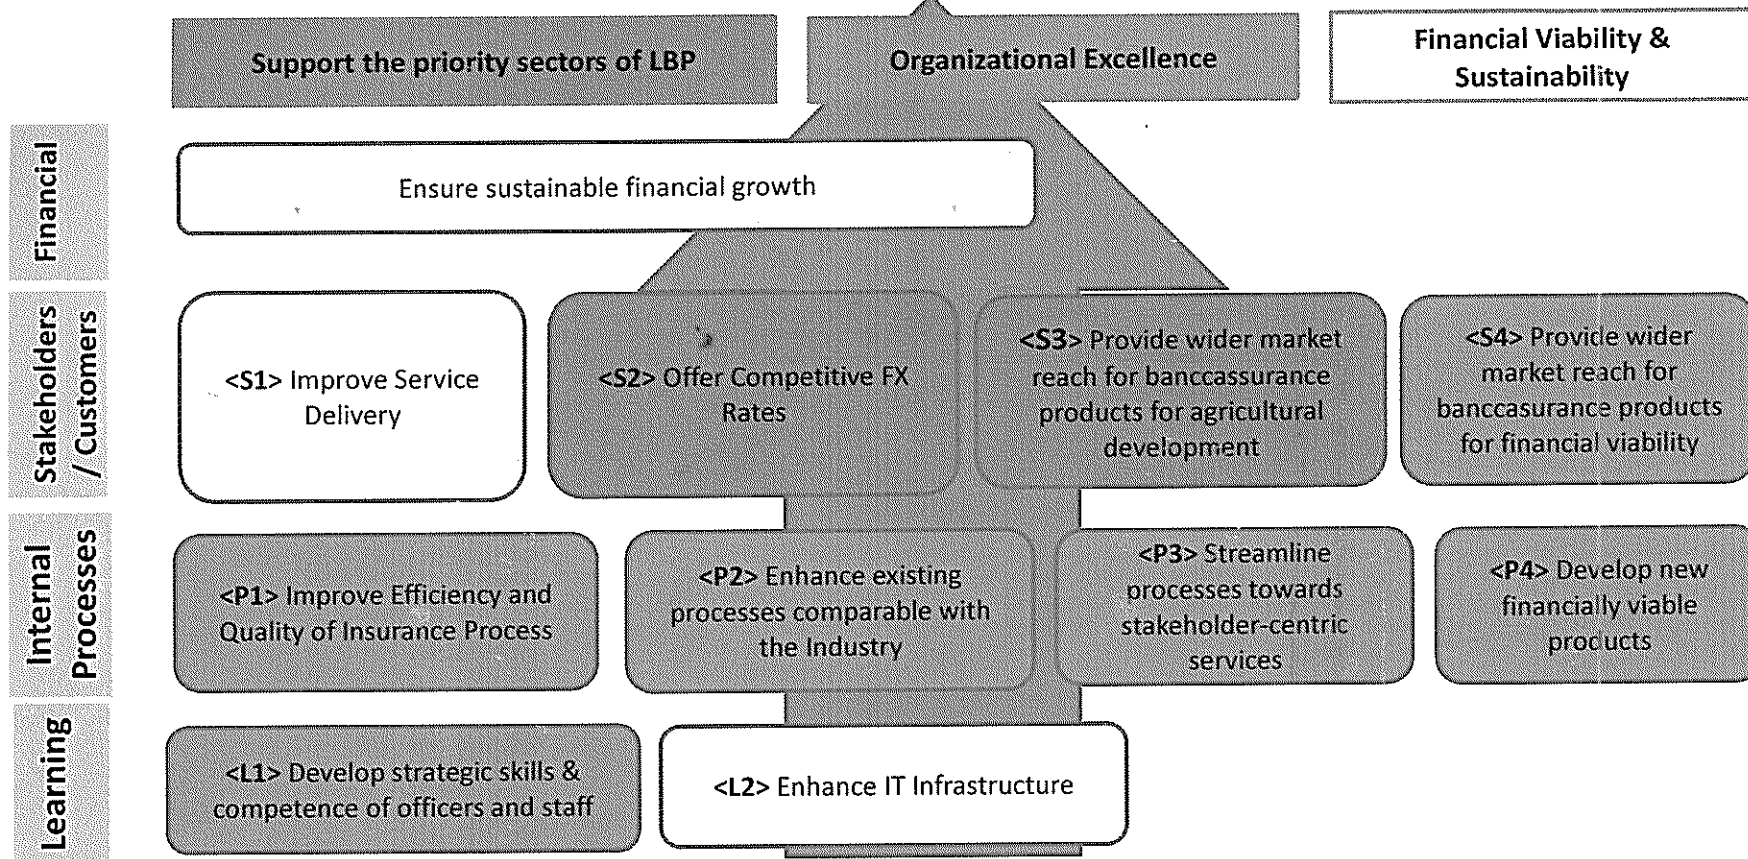 Support the priority sectors of LBP
Organizational Excellence
Financial Viability &
Sustainability
Financial
Ensure sustainable financial growth
Stakeholders
/ Customers
<S1> Improve Service
Delivery
<S2> Offer Competitive FX
Rates
<S3> Provide wider market
reach for banccassurance
products for agricultural
development
<S4> Provide wider
market reach for
banccasurance products
for financial viability
Internal
Processes
<P1> Improve Efficiency and
Quality of Insurance Process
<P2> Enhance existing
processes comparable with
the Industry
<P3> Streamline
processes towards
stakeholder-centric
services
<P4> Develop new
financially viable
products
Learning
<L1> Develop strategic skills &
competence of officers and staff
<L2> Enhance IT Infrastructure